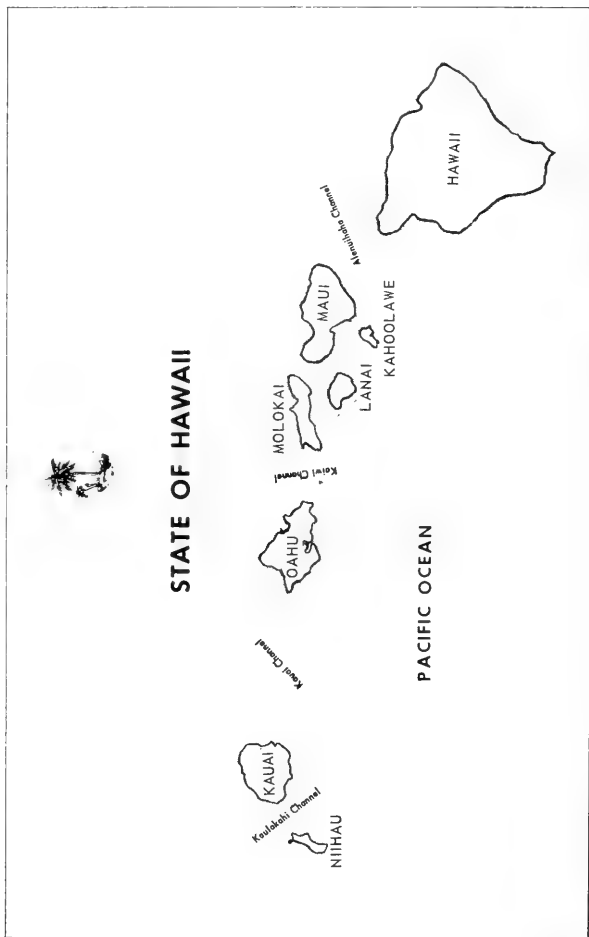 STATE OF HAWAII
NIIHAU
Kaulakahi Channel
KAUAI
Kauai Channel
OAHU
Kaiwi Channel
MOLOKAI
LANAI
MAUI
KAHOOLAWE
Alenuihaha Channel
HAWAII
PACIFIC OCEAN